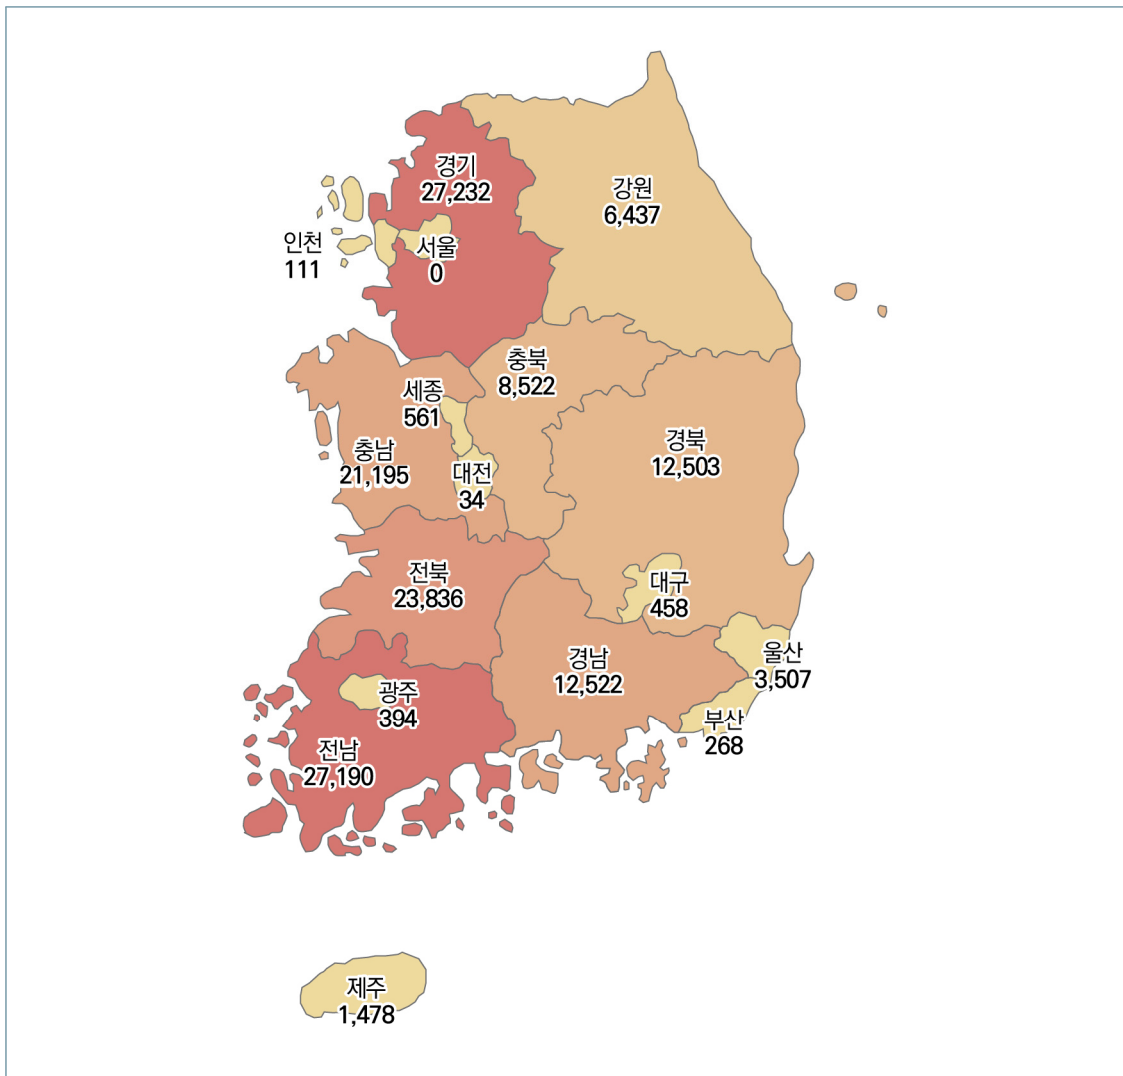 경기
27,232
강원
6,437
인천
111
서울
0
충북
8,522
세종
561
충남
21,195
대전
34
경북
12,503
전북
23,836
대구
458
경남
12,522
울산
3,507
광주
394
부산
268
전남
27,190
제주
1,478